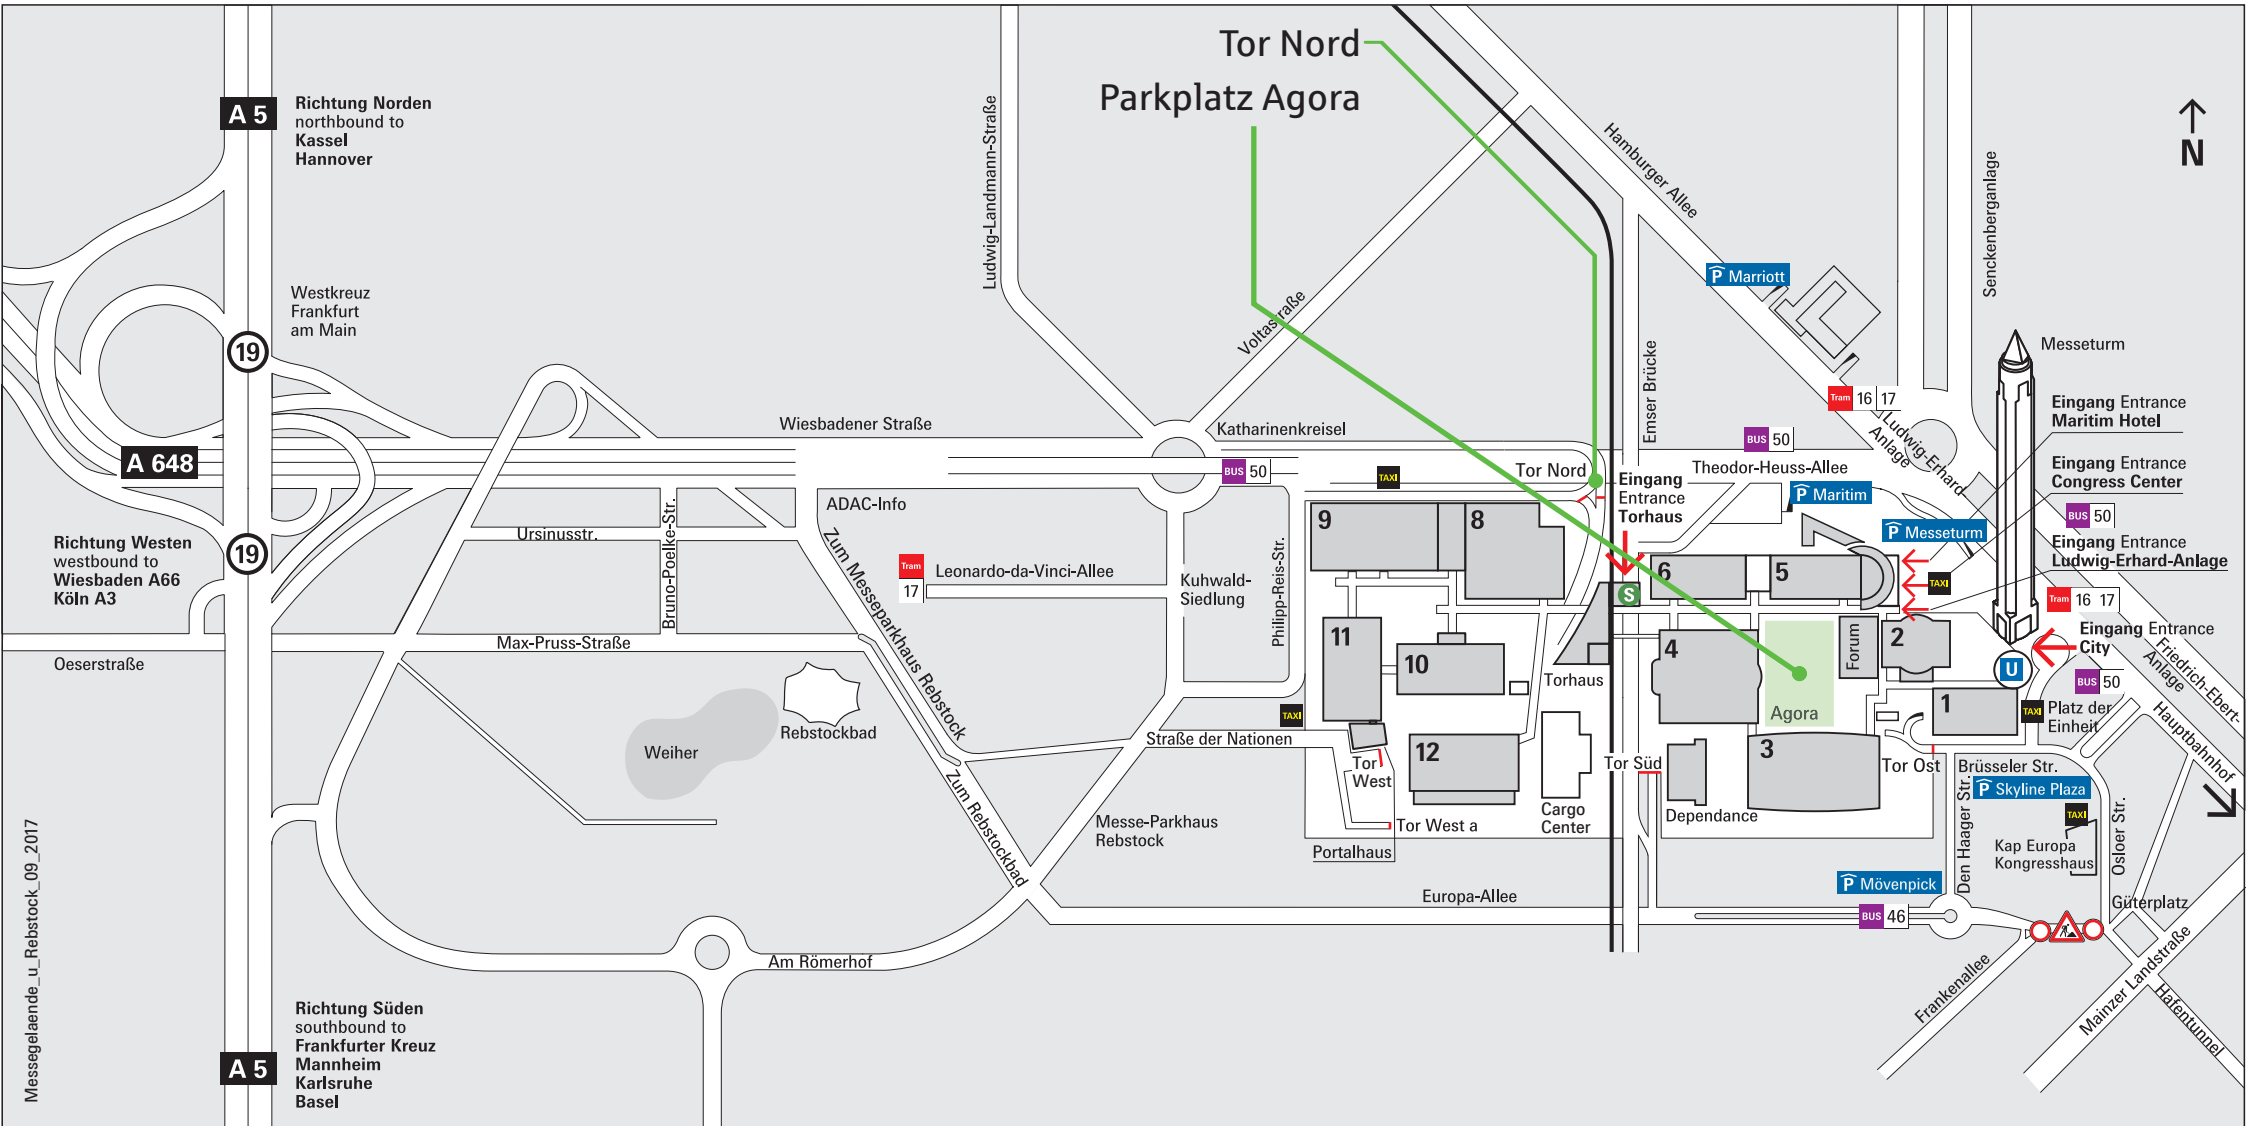 Tor Nord
Parkplatz Agora
A 5
Richtung Norden
northbound to
Kassel
Hannover
N
Ludwig-Landmann-Straße
Hamburger Allee
Senckenberganlage
Westkreuz
Frankfurt
am Main
19
P Marriott
Voltastraße
Emser Brücke
Messeturm
Tram 16 17
Eingang Entrance
Maritim Hotel
Wiesbadener Straße
Katharinenkreisel
BUS 50
Ludwig-Erhard-
Anlage
A 648
BUS 50
TAXI
Tor Nord
Theodor-Heuss-Allee
Eingang Entrance
Congress Center
Eingang
Entrance
Torhaus
P Maritim
ADAC-Info
9
8
BUS 50
Ursinusstr.
Bruno-Poelke-Str.
Zum Messeparkhaus Rebstock
P Messeturm
Richtung Westen
westbound to
Wiesbaden A66
Köln A3
19
Eingang Entrance
Ludwig-Erhard-Anlage
Tram
17
Leonardo-da-Vinci-Allee
Kuhwald-
Siedlung
Philipp-Reis-Str.
6
5
TAXI
S
Tram 16 17
Max-Pruss-Straße
Oeserstraße
11
10
4
Forum
2
Eingang Entrance
City
U
Friedrich-Ebert-
Anlage
Torhaus
BUS 50
Agora
1
TAXI
Platz der
Einheit
Hauptbahnhof
Weiher
Rebstockbad
TAXI
Straße der Nationen
12
Tor
West
Tor Süd
3
Tor Ost
Brüsseler Str.
P Skyline Plaza
Zum Rebstockbad
Messe-Parkhaus
Rebstock
Tor West a
Cargo
Center
Dependance
Den Haager Str.
TAXI
Osloer Str.
Portalhaus
Kap Europa
Kongresshaus
P Mövenpick
Europa-Allee
BUS 46
Güterplatz
Am Römerhof
Frankenallee
Mainzer Landstraße
Hafentunnel
Richtung Süden
southbound to
Frankfurter Kreuz
Mannheim
Karlsruhe
Basel
A 5
Messegelaende_u_Rebstock_09_2017